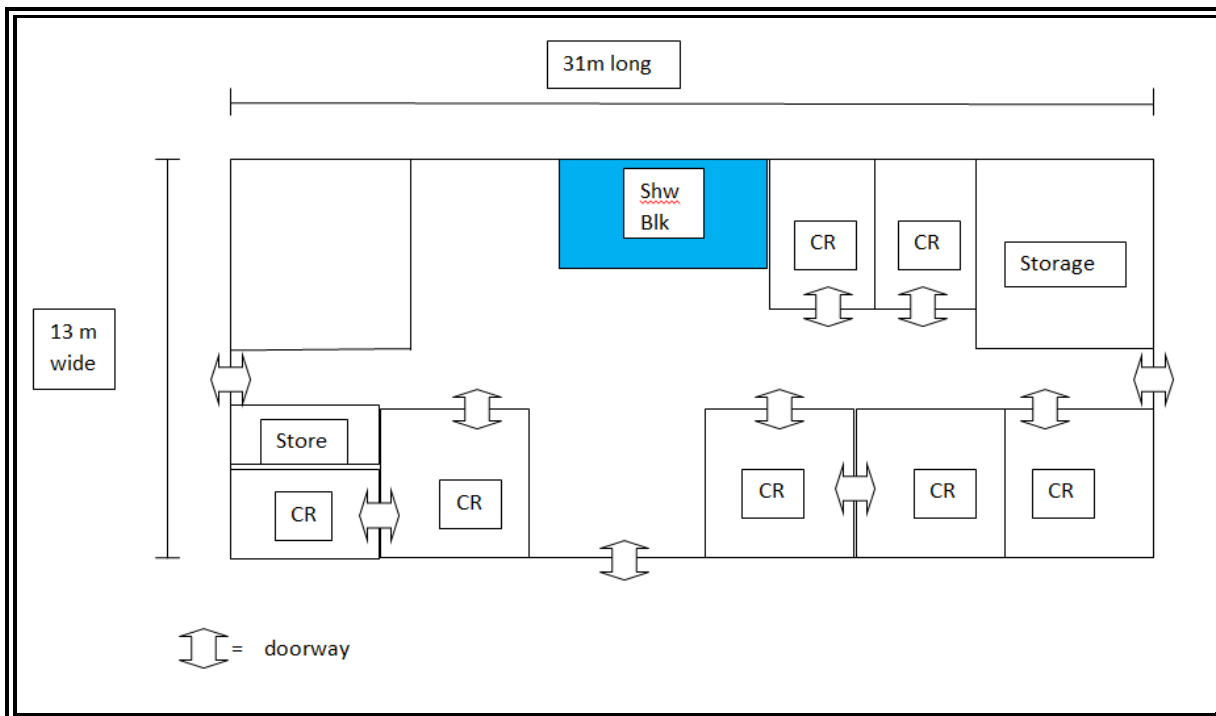 31m long
Shw
Blk
CR
CR
Storage
13 m
wide
Store
CR
CR
CR
CR
CR
= doorway